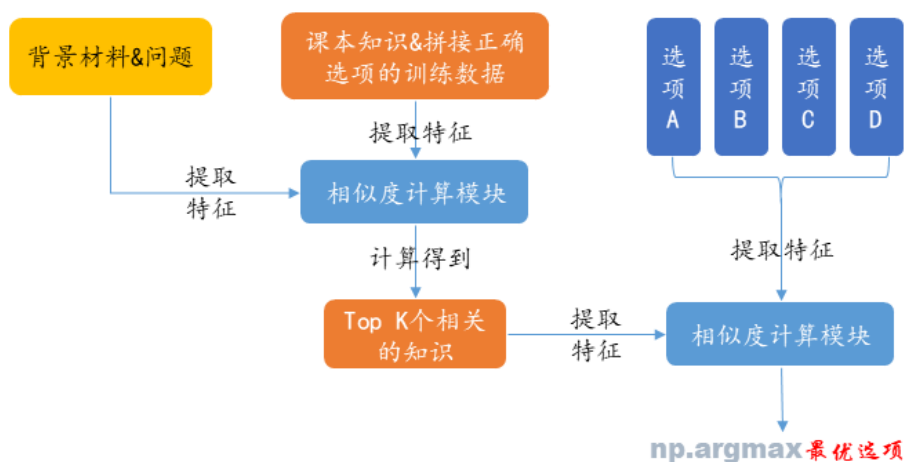 背景材料&问题
课本知识&拼接正确
选项的训练数据
选
项
A
选
项
B
选
项
C
选
项
D
提取特征
提取
特征
相似度计算模块
计算得到
提取特征
Top K个相关
的知识
提取
特征
相似度计算模块
np.argmax最优选项